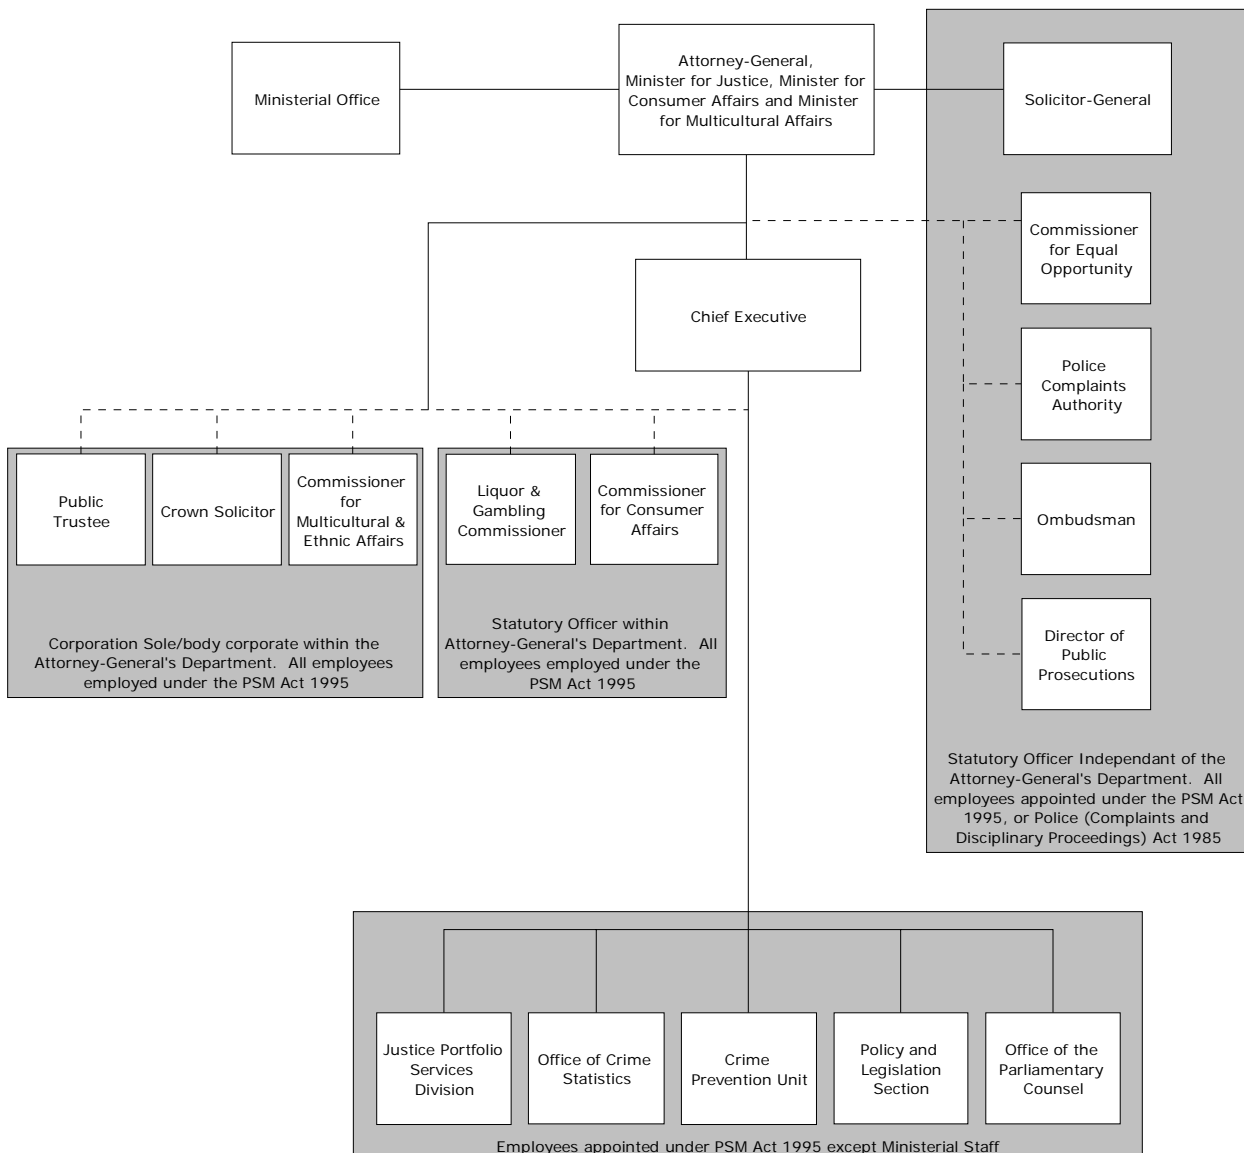 Ministerial Office
Attorney-General,
Minister for Justice, Minister for
Consumer Affairs and Minister
for Multicultural Affairs
Solicitor-General
Commissioner
for Equal
Opportunity
Chief Executive
Police
Complaints
Authority
Public
Trustee
Crown Solicitor
Commissioner
for
Multicultural &
Ethnic Affairs
Liquor &
Gambling
Commissioner
Commissioner
for Consumer
Affairs
Ombudsman
Corporation Sole/body corporate within the
Attorney-General's Department.  All employees
employed under the PSM Act 1995
Statutory Officer within
Attorney-General's Department.  All
employees employed under the
PSM Act 1995
Director of
Public
Prosecutions
Statutory Officer Independant of the
Attorney-General's Department.  All
employees appointed under the PSM Act
1995, or Police (Complaints and
Disciplinary Proceedings) Act 1985
Justice Portfolio
Services
Division
Office of Crime
Statistics
Crime
Prevention Unit
Policy and
Legislation
Section
Office of the
Parliamentary
Counsel
Employees appointed under PSM Act 1995 except Ministerial Staff